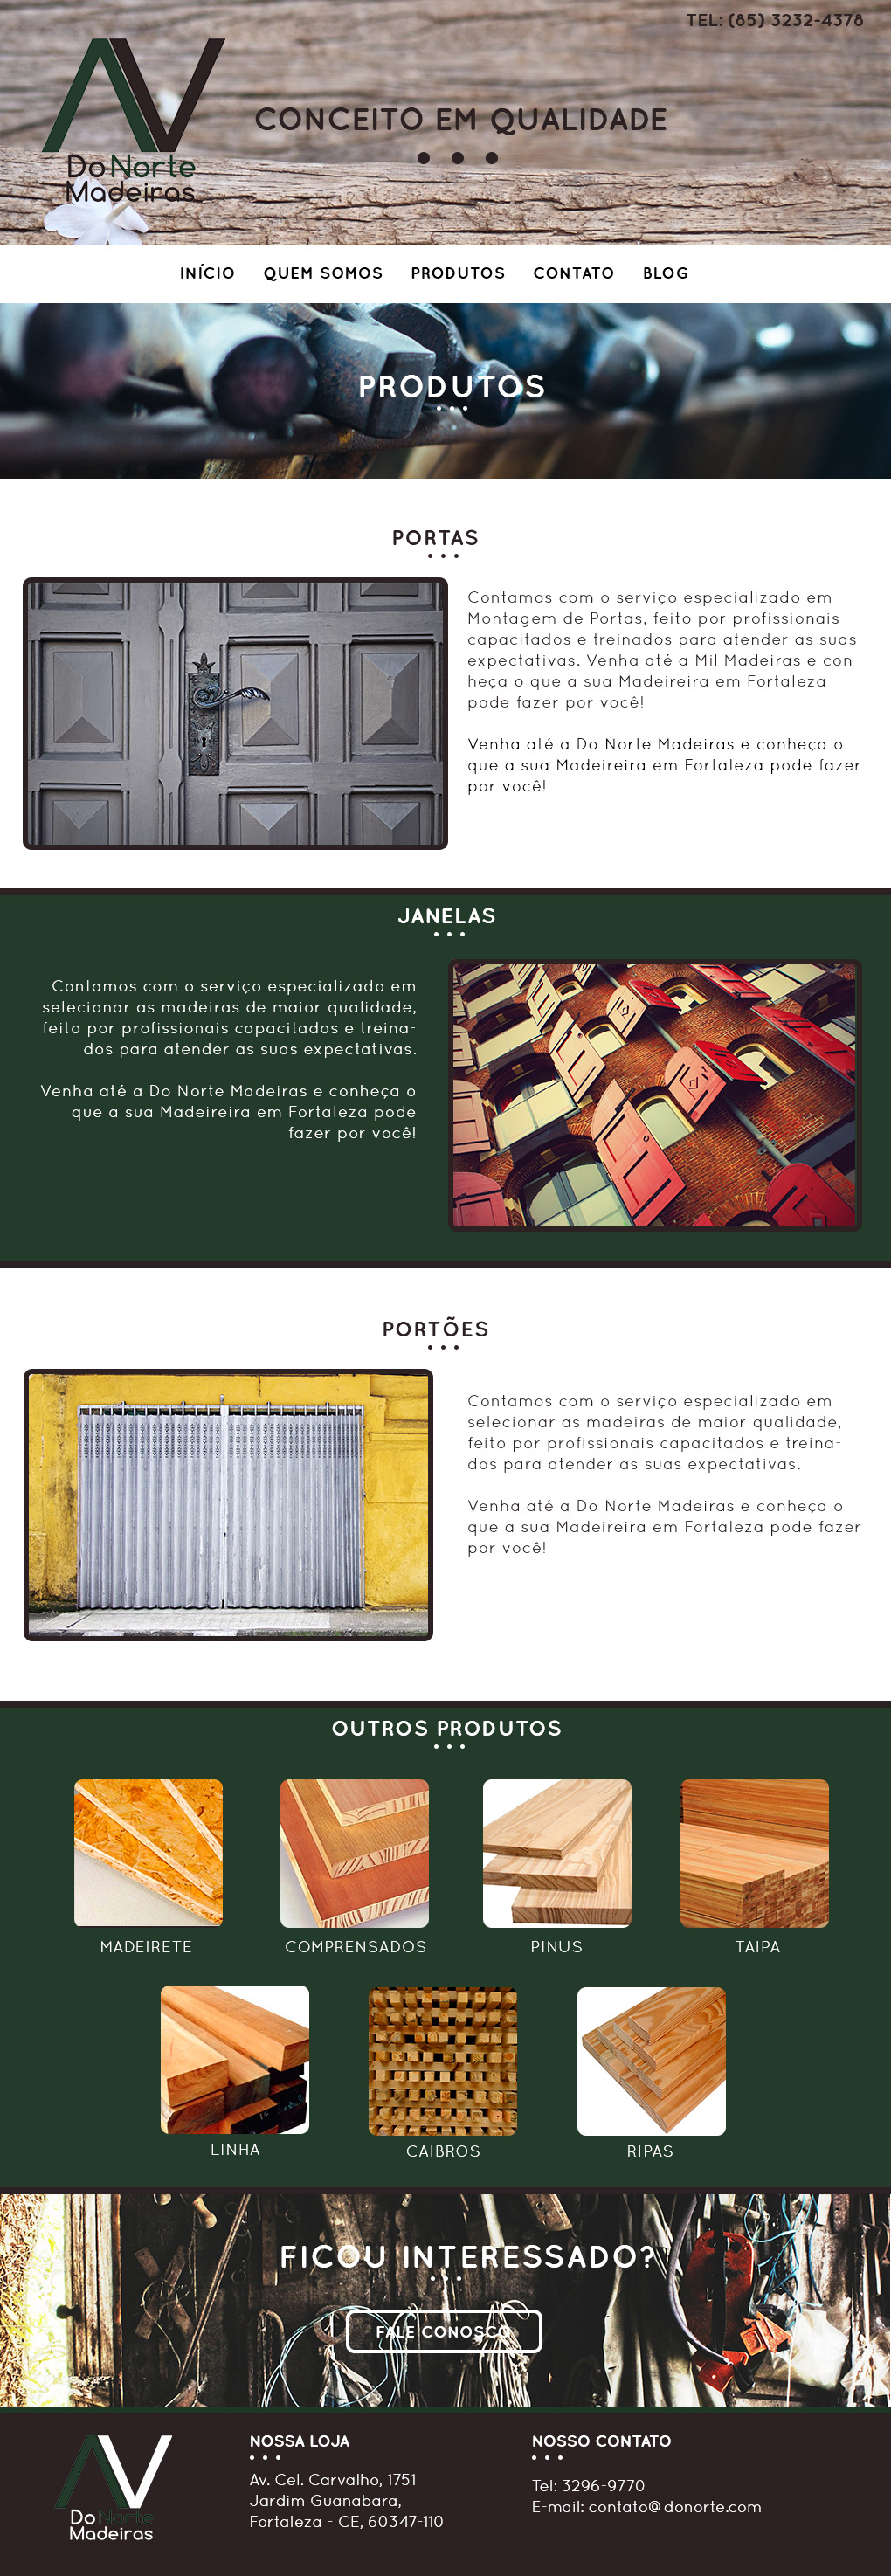 TEL: (85) 3232-4378
CONCEITO EM QUALIDADE
DoNorte
Madeiras
INÍCIO QUEM SOMOS PRODUTOS CONTATO BLOG
PRODUTOS
PORTAS
Contamos com o serviço especializado em
Montagem de Portas, feito por profissionais
capacitados e treinados para atender as suas
expectativas. Venha até a Mil Madeiras e con-
heça o que a sua Madeireira em Fortaleza
pode fazer por você!
Venha até a Do Norte Madeiras e conheça o
que a sua Madeireira em Fortaleza pode fazer
por você!
JANELAS
Contamos com o serviço especializado em
selecionar as madeiras de maior qualidade,
feito por profissionais capacitados e treina-
dos para atender as suas expectativas.
Venha até a Do Norte Madeiras e conheça o
que a sua Madeireira em Fortaleza pode
fazer por você!
PORTÕES
Contamos com o serviço especializado em
selecionar as madeiras de maior qualidade,
feito por profissionais capacitados e treina-
dos para atender as suas expectativas.
Venha até a Do Norte Madeiras e conheça o
que a sua Madeireira em Fortaleza pode fazer
por você!
OUTROS PRODUTOS
MADEIRETE COMPRENSADOS PINUS TAIPA
LINHA CAIBROS RIPAS
FICOU INTERESSADO?
FALE CONOSCO
DoNorte
Madeiras
NOSSA LOJA
Av. Cel. Carvalho, 1751
Jardim Guanabara,
Fortaleza - CE, 60347-110
NOSSO CONTATO
Tel: 3296-9770
E-mail: contato@donorte.com